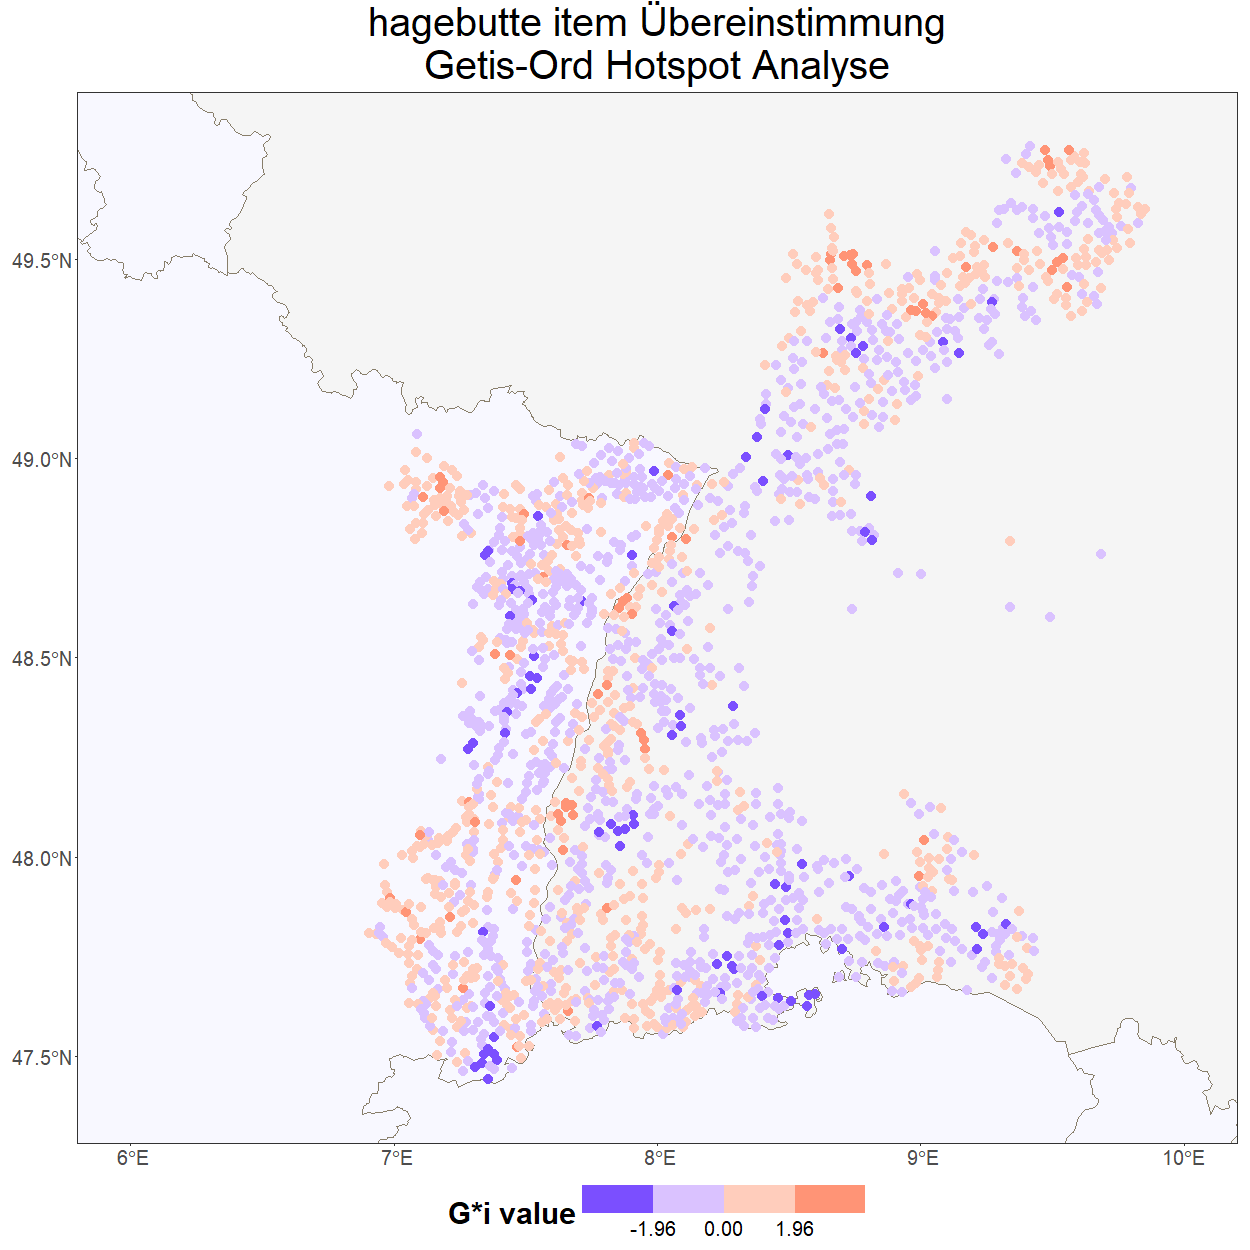 hagebutte item Übereinstimmung
Getis-Ord Hotspot Analyse
49.5°N
49.0°N
48.5°N
48.0°N
47.5°N
6°E 7°E 8°E 9°E 10°E
G*i value
-1.96 0.00 1.96